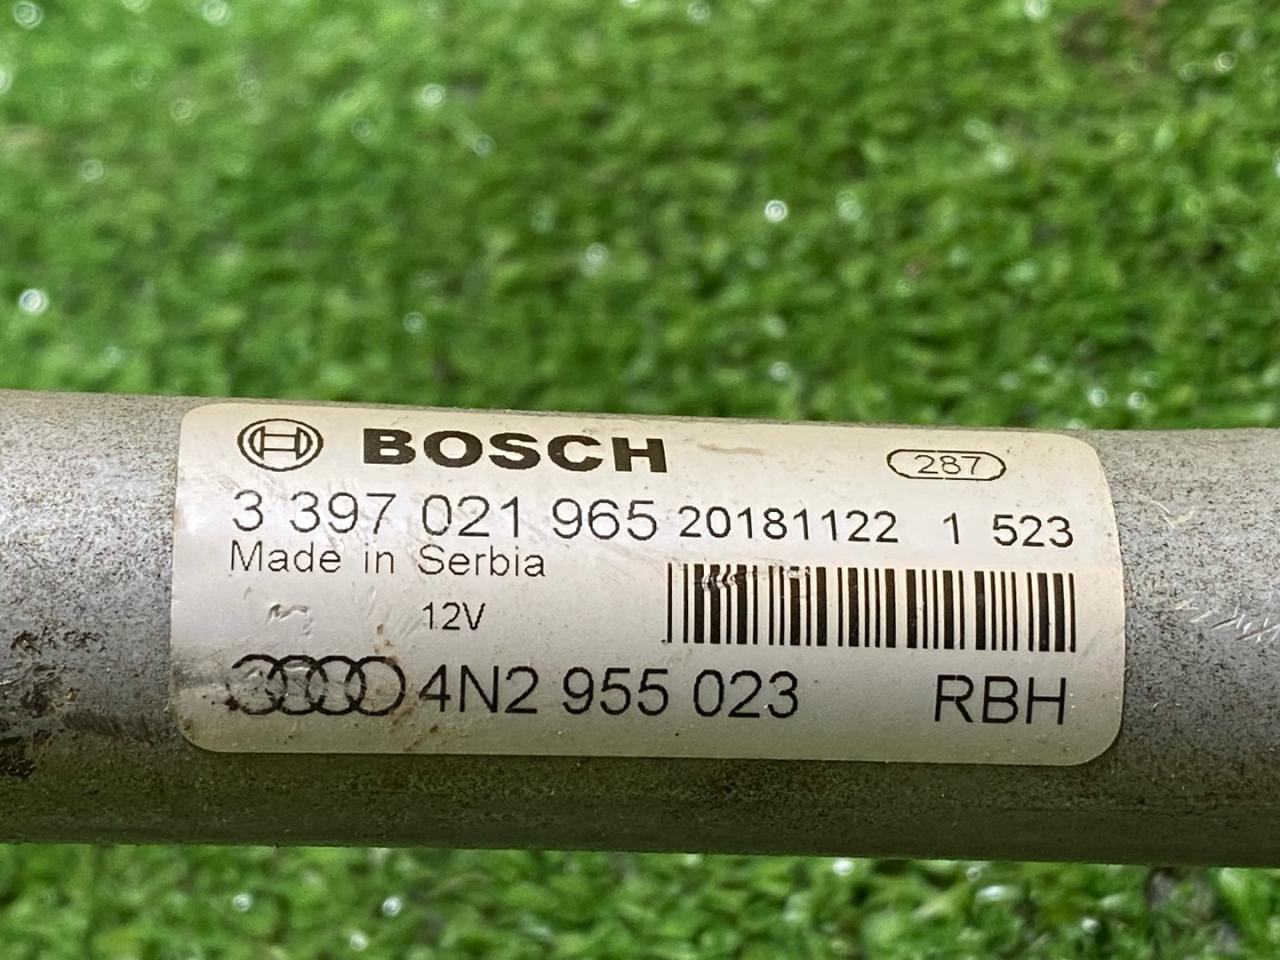 BOSCH 287
3 397 021 965 20181122 1 523
Made in Serbia
12V
4N2 955 023 RBH